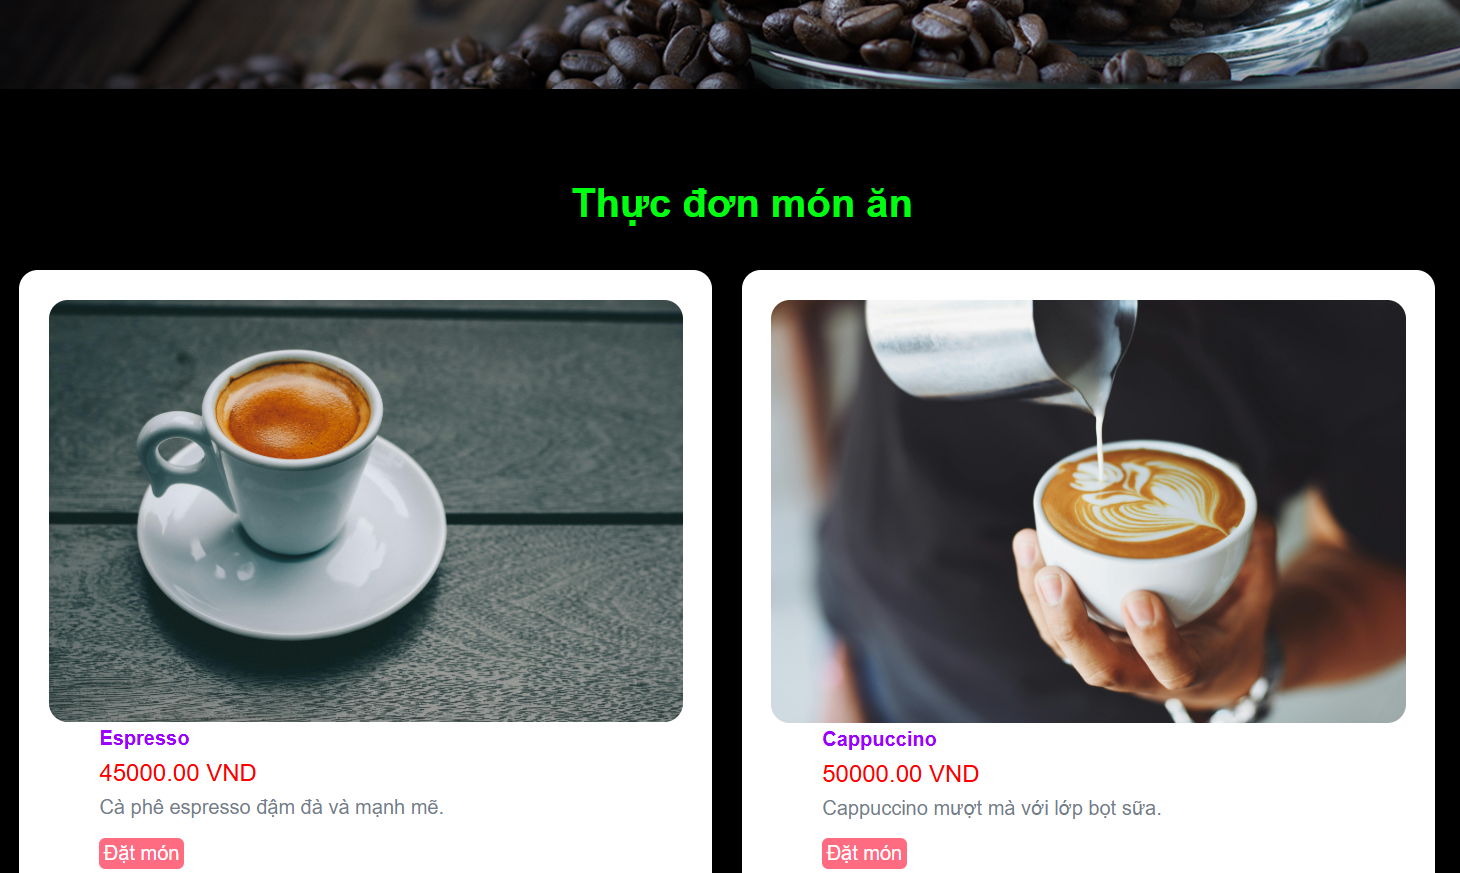 Thực đơn món ăn
Espresso
45000.00 VND
Cà phê espresso đậm đà và mạnh mẽ.
Đặt món
Cappuccino
50000.00 VND
Cappuccino mượt mà với lớp bọt sữa.
Đặt món